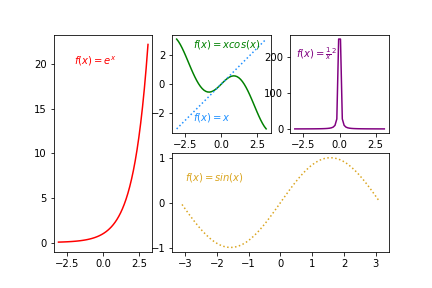 f(x) = e^x
20
15
10
5
0
−2.5 0.0 2.5
f(x) = xcos(x)
2
0
−2
f(x) = x
−2.5 0.0 2.5
f(x) = 1/x ²
200
100
0
−2.5 0.0 2.5
f(x) = sin(x)
1
0
−1
−3 −2 −1 0 1 2 3